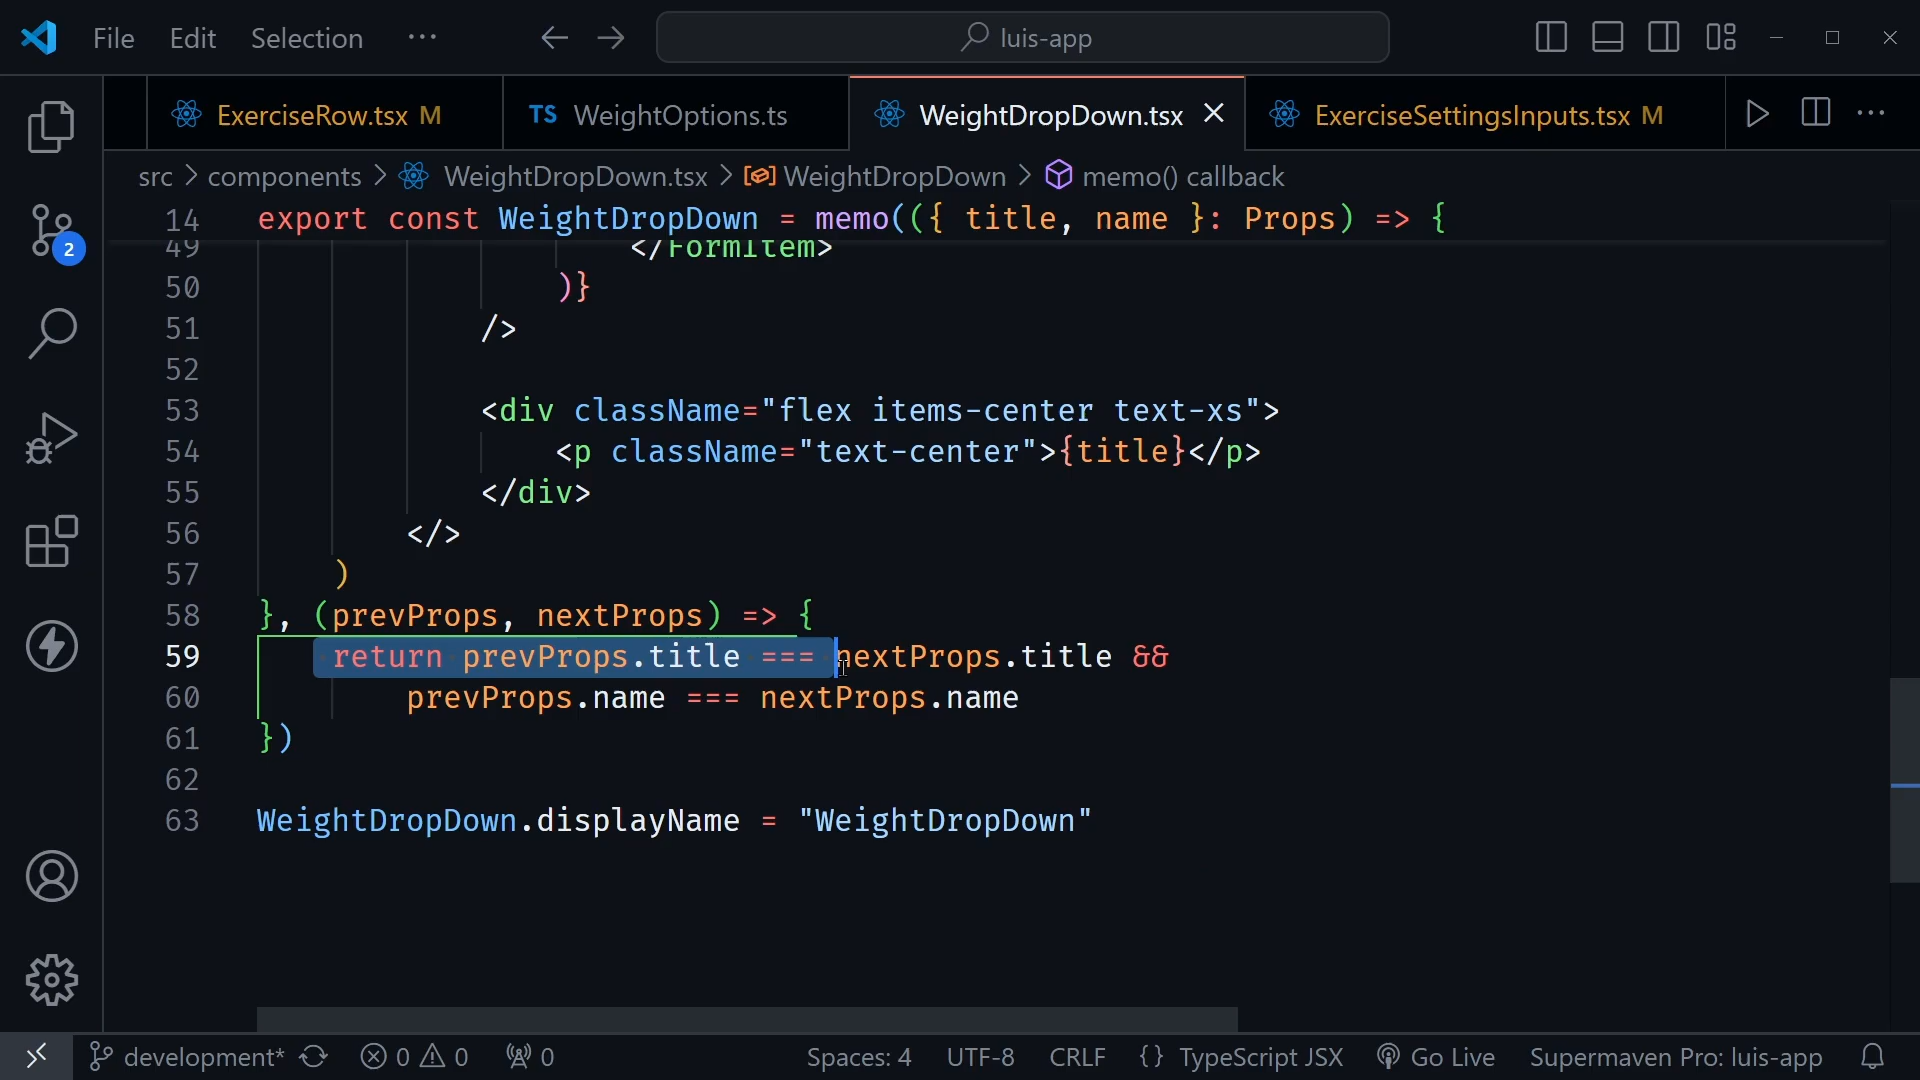 File Edit Selection ··· luis-app
ExerciseRow.tsx M TS WeightOptions.ts WeightDropDown.tsx ExerciseSettingsInputs.tsx M
src > components > WeightDropDown.tsx > WeightDropDown > memo() callback
14 export const WeightDropDown = memo(({ title, name }: Props) => {
49 </FormItem>
50 )}
51 />
52
53 <div className="flex items-center text-xs">
54 <p className="text-center">{title}</p>
55 </div>
56 </>
57 )
58 }, (prevProps, nextProps) => {
59 return prevProps.title === nextProps.title &&
60 prevProps.name === nextProps.name
61 })
62
63 WeightDropDown.displayName = "WeightDropDown"
2
development* 0 0 0 Spaces: 4 UTF-8 CRLF {} TypeScript JSX Go Live Supermaven Pro: luis-app